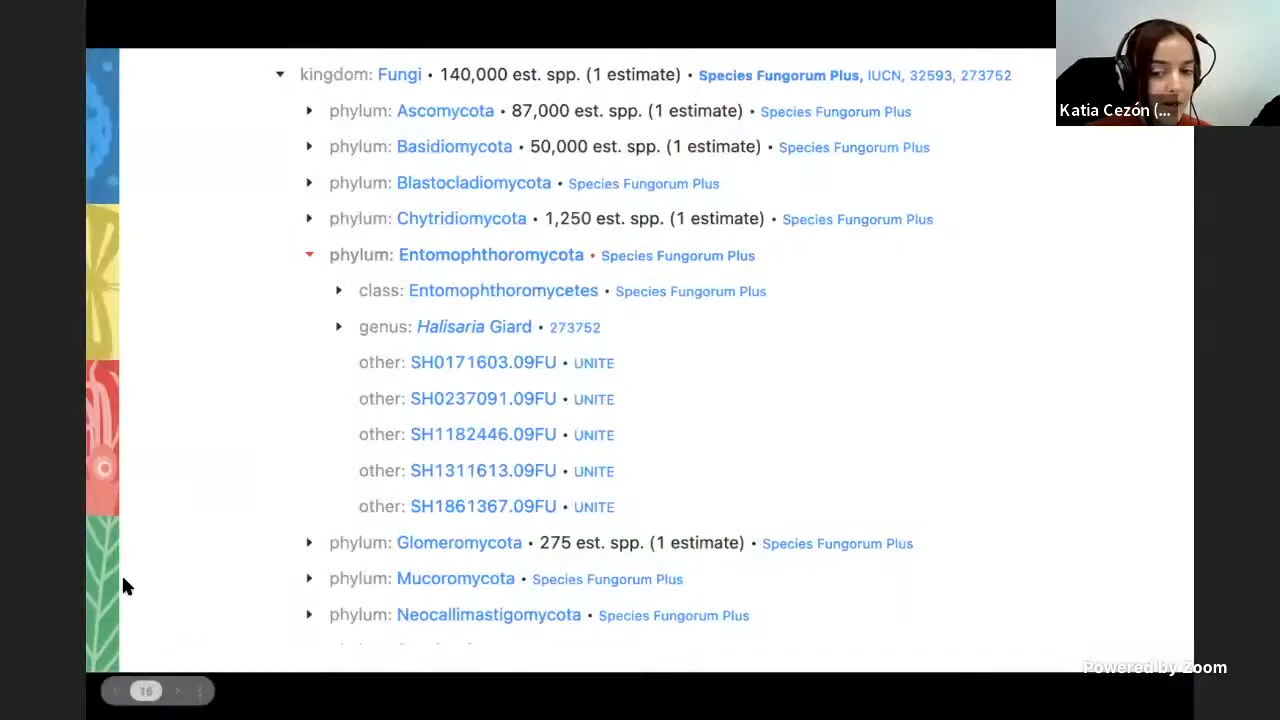 kingdom: Fungi • 140,000 est. spp. (1 estimate) • Species Fungorum Plus, IUCN, 32593, 273752
phylum: Ascomycota • 87,000 est. spp. (1 estimate) • Species Fungorum Plus
phylum: Basidiomycota • 50,000 est. spp. (1 estimate) • Species Fungorum Plus
phylum: Blastocladiomycota • Species Fungorum Plus
phylum: Chytridiomycota • 1,250 est. spp. (1 estimate) • Species Fungorum Plus
phylum: Entomophthoromycota • Species Fungorum Plus
class: Entomophthoromycetes • Species Fungorum Plus
genus: Halisaria Giard • 273752
other: SH0171603.09FU • UNITE
other: SH0237091.09FU • UNITE
other: SH1182446.09FU • UNITE
other: SH1311613.09FU • UNITE
other: SH1861367.09FU • UNITE
phylum: Glomeromycota • 275 est. spp. (1 estimate) • Species Fungorum Plus
phylum: Mucoromycota • Species Fungorum Plus
phylum: Neocallimastigomycota • Species Fungorum Plus
Katia Cezón (...
Powered by Zoom
16